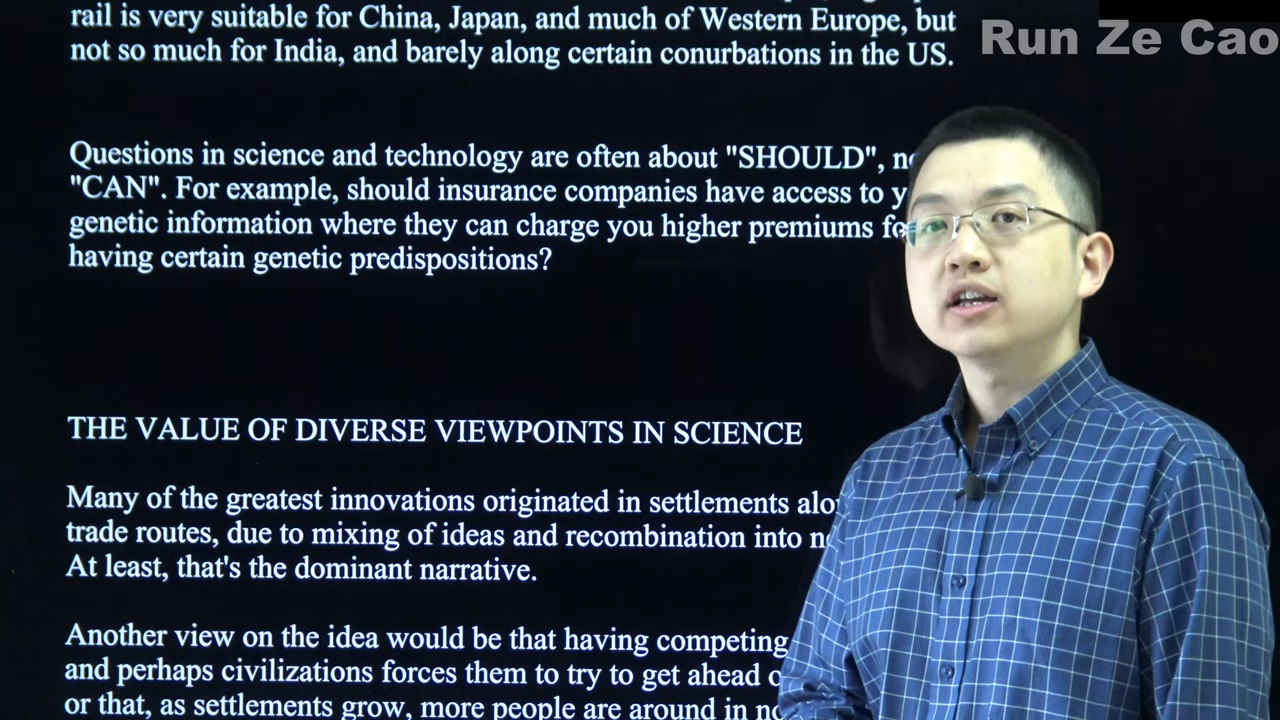 rail is very suitable for China, Japan, and much of Western Europe, but
not so much for India, and barely along certain conurbations in the US.
Run Ze Cao
Questions in science and technology are often about "SHOULD",
"CAN". For example, should insurance companies have access to
genetic information where they can charge you higher premiums
having certain genetic predispositions?
THE VALUE OF DIVERSE VIEWPOINTS IN SCIENCE
Many of the greatest innovations originated in settlements
trade routes, due to mixing of ideas and recombination into
At least, that's the dominant narrative.
Another view on the idea would be that having competing
and perhaps civilizations forces them to try to get ahead
or that, as settlements grow, more people are around in